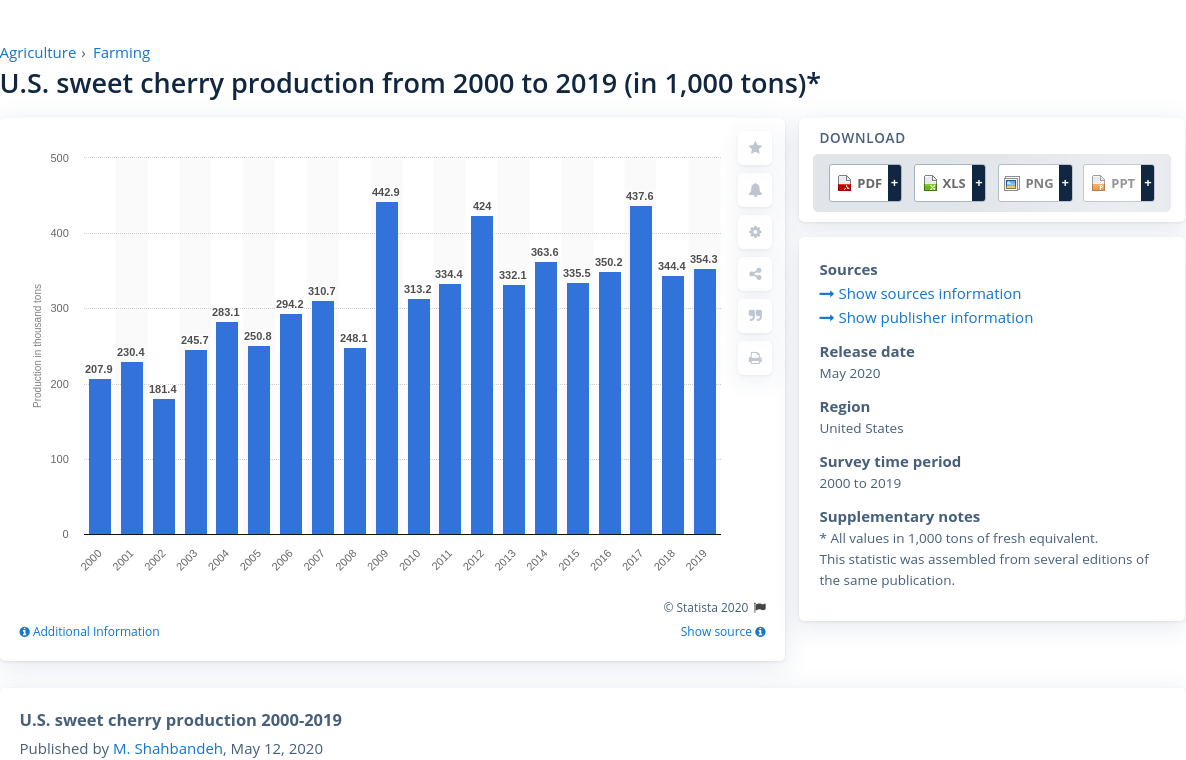 Agriculture › Farming
U.S. sweet cherry production from 2000 to 2019 (in 1,000 tons)*
Production in thousand tons
500
400
300
200
100
0
207.9
230.4
181.4
245.7
283.1
250.8
294.2
310.7
248.1
442.9
313.2
334.4
424
332.1
363.6
335.5
350.2
437.6
344.4
354.3
2000
2001
2002
2003
2004
2005
2006
2007
2008
2009
2010
2011
2012
2013
2014
2015
2016
2017
2018
2019
© Statista 2020
Additional Information
Show source
DOWNLOAD
PDF +
XLS +
PNG +
PPT +
Sources
Show sources information
Show publisher information
Release date
May 2020
Region
United States
Survey time period
2000 to 2019
Supplementary notes
* All values in 1,000 tons of fresh equivalent.
This statistic was assembled from several editions of
the same publication.
U.S. sweet cherry production 2000-2019
Published by M. Shahbandeh, May 12, 2020